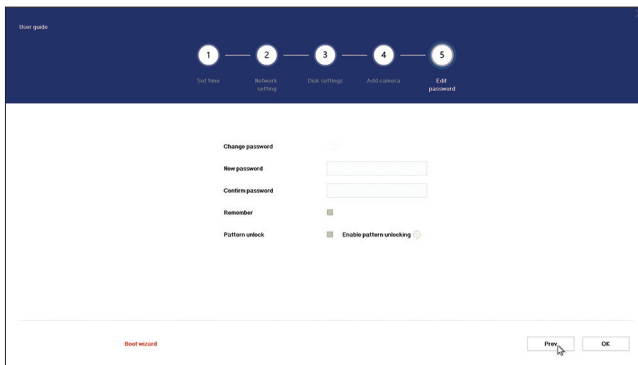 User guide
1 2 3 4 5
Set time Network setting Disk settings Add camera Edit password
Change password
New password
Confirm password
Remember
Pattern unlock Enable pattern unlocking
Boot wizard Prev OK